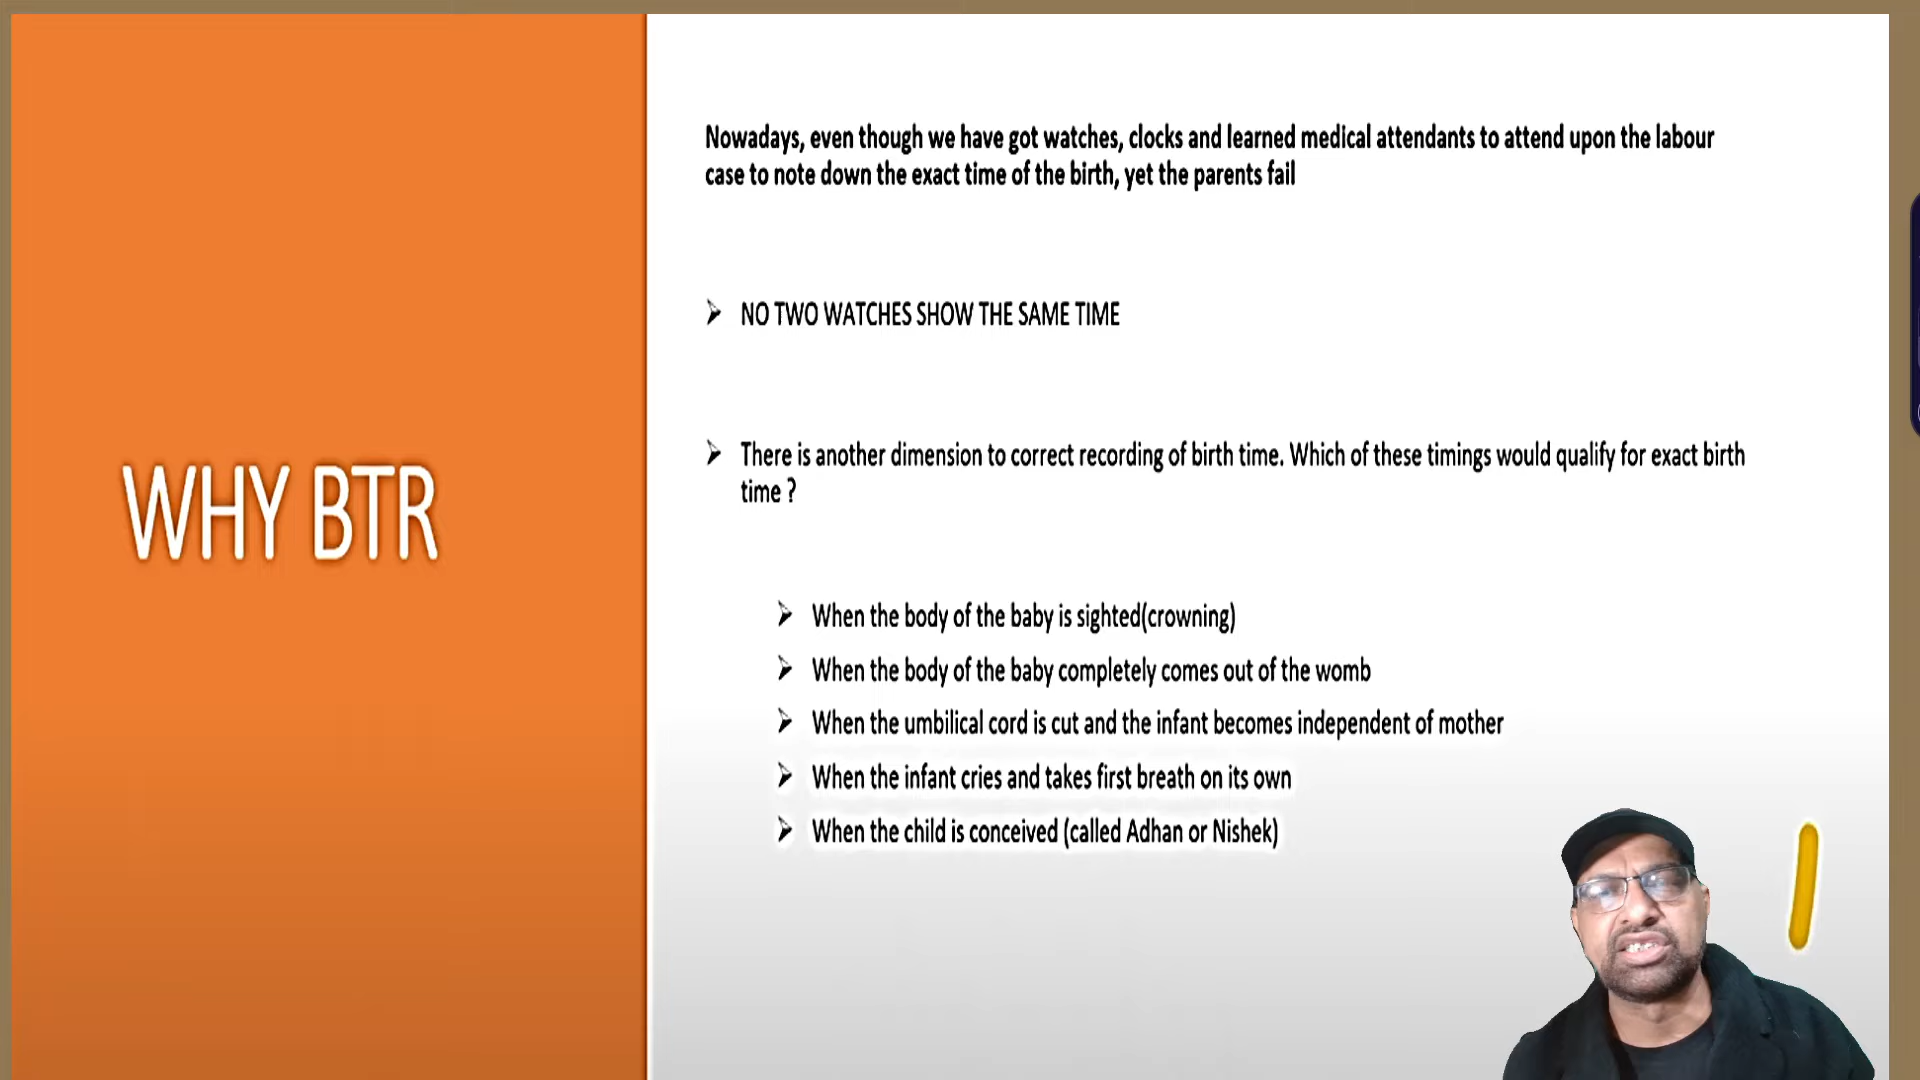 WHY BTR
Nowadays, even though we have got watches, clocks and learned medical attendants to attend upon the labour
case to note down the exact time of the birth, yet the parents fail
NO TWO WATCHES SHOW THE SAME TIME
There is another dimension to correct recording of birth time. Which of these timings would qualify for exact birth
time ?
When the body of the baby is sighted(crowning)
When the body of the baby completely comes out of the womb
When the umbilical cord is cut and the infant becomes independent of mother
When the infant cries and takes first breath on its own
When the child is conceived (called Adhan or Nishek)